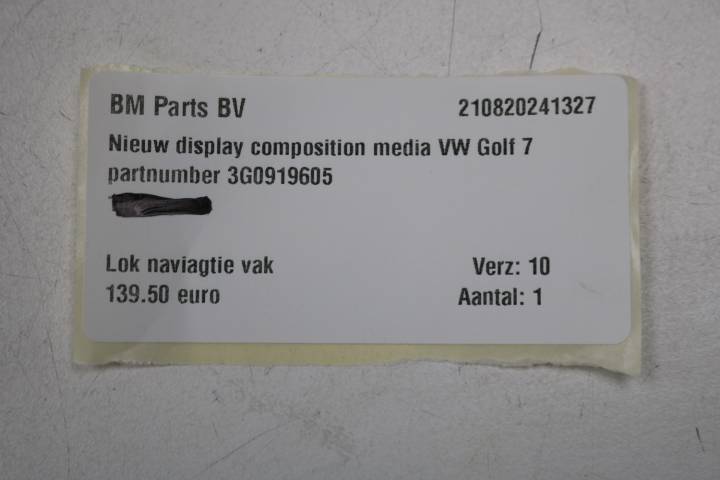 BM Parts BV 210820241327
Nieuw display composition media VW Golf 7
partnumber 3G0919605
Lok naviagtie vak Verz: 10
139.50 euro Aantal: 1